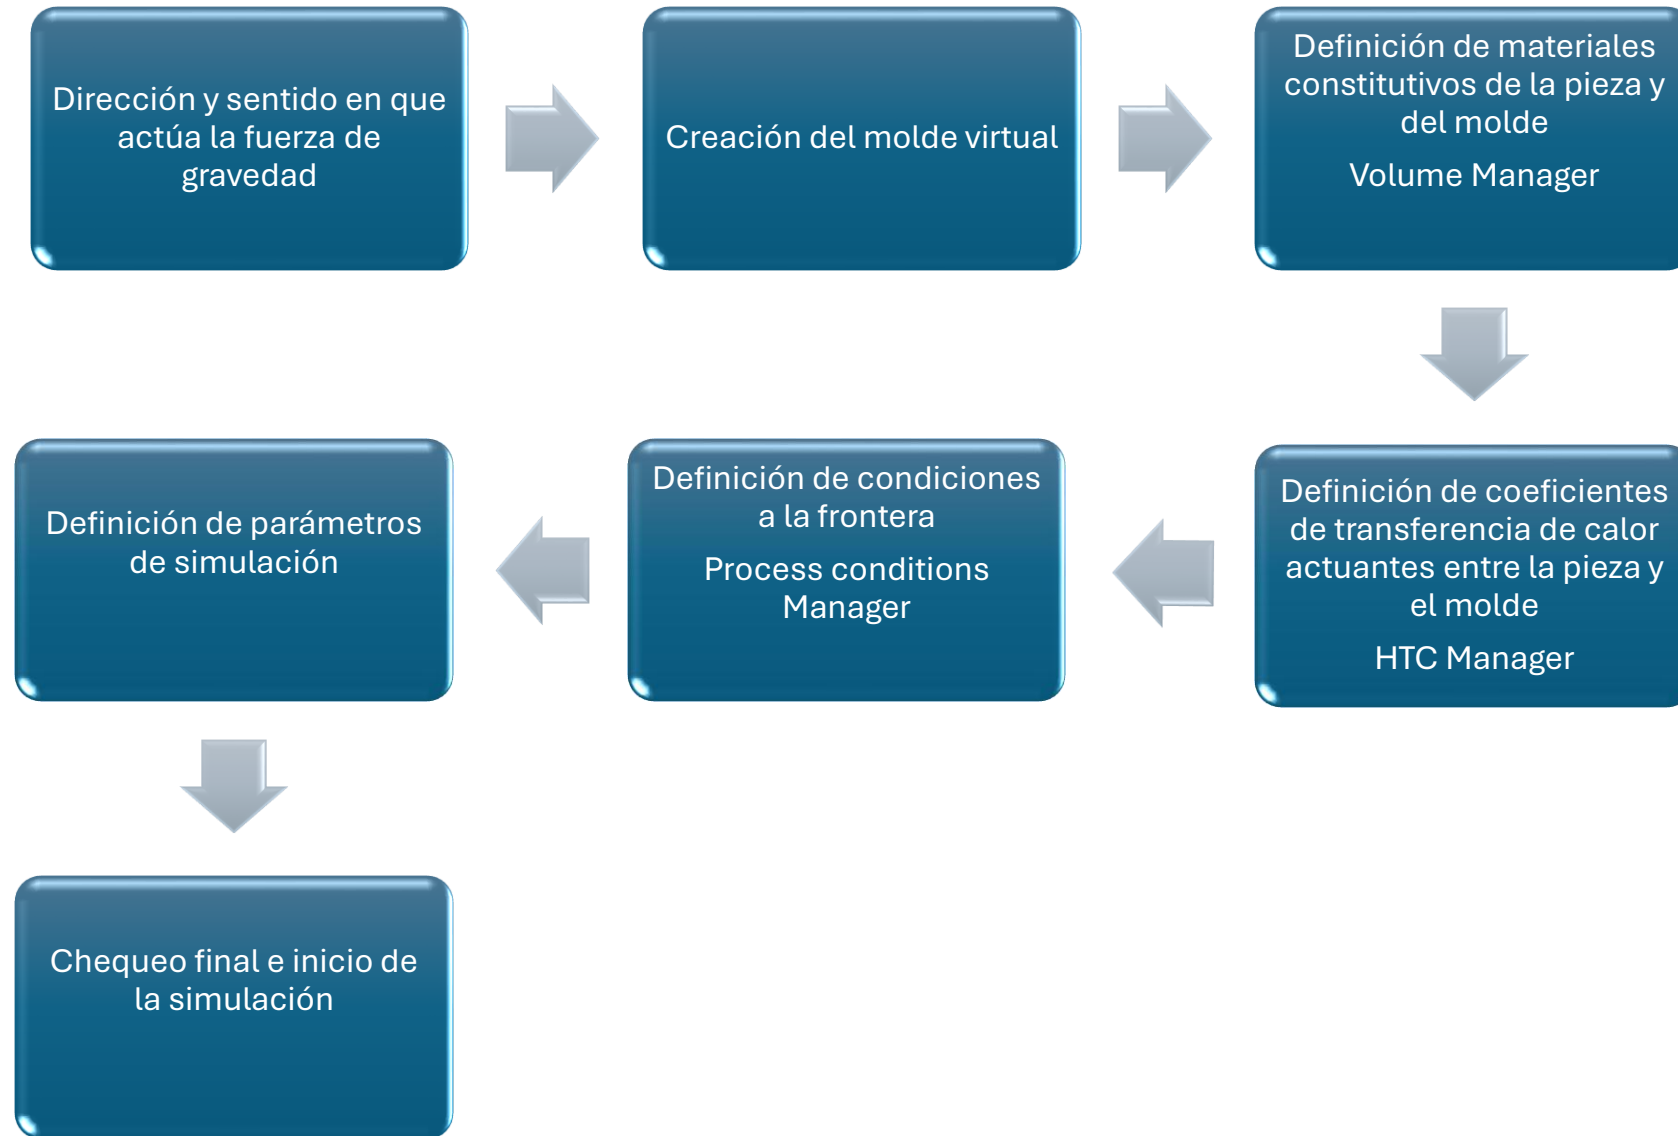 Dirección y sentido en que
actúa la fuerza de
gravedad
Creación del molde virtual
Definición de materiales
constitutivos de la pieza y
del molde
Volume Manager
Definición de coeficientes
de transferencia de calor
actuantes entre la pieza y
el molde
HTC Manager
Definición de condiciones
a la frontera
Process conditions
Manager
Definición de parámetros
de simulación
Chequeo final e inicio de
la simulación